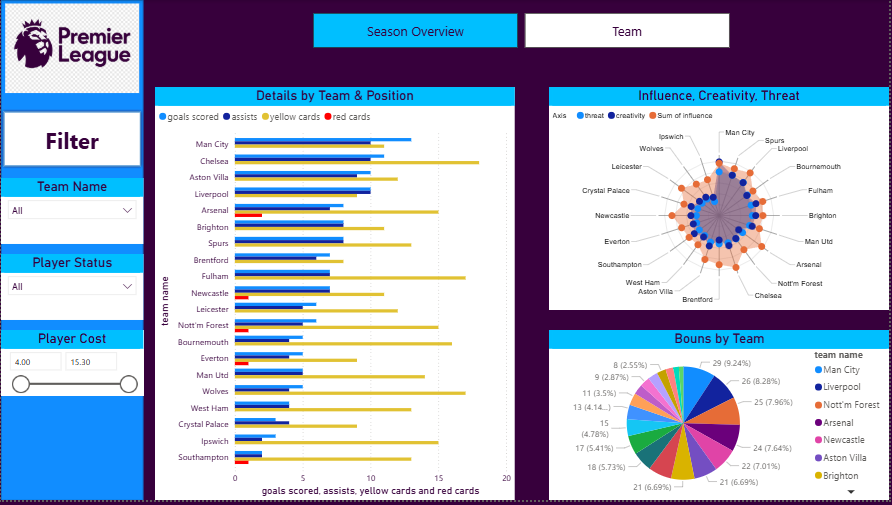 Premier
League
Season Overview
Team
Filter
Team Name
All
Player Status
All
Player Cost
4.00
15.30
Details by Team & Position
goals scored
assists
yellow cards
red cards
team name
Man City
Chelsea
Aston Villa
Liverpool
Arsenal
Brighton
Spurs
Brentford
Fulham
Newcastle
Leicester
Nott'm Forest
Bournemouth
Everton
Man Utd
Wolves
West Ham
Crystal Palace
Ipswich
Southampton
0
5
10
15
20
goals scored, assists, yellow cards and red cards
Influence, Creativity, Threat
Axis
threat
creativity
Sum of influence
Man City
Spurs
Liverpool
Bournemouth
Fulham
Brighton
Man Utd
Arsenal
Nott'm Forest
Chelsea
Brentford
Aston Villa
West Ham
Southampton
Everton
Newcastle
Crystal Palace
Leicester
Wolves
Ipswich
Bouns by Team
29 (9.24%)
26 (8.28%)
25 (7.96%)
24 (7.64%)
22 (7.01%)
21 (6.69%)
21 (6.69%)
18 (5.73%)
17 (5.41%)
15
(4.78%)
13 (4.14...)
11 (3.5%)
9 (2.87%)
8 (2.55%)
team name
Man City
Liverpool
Nott'm Forest
Arsenal
Newcastle
Aston Villa
Brighton